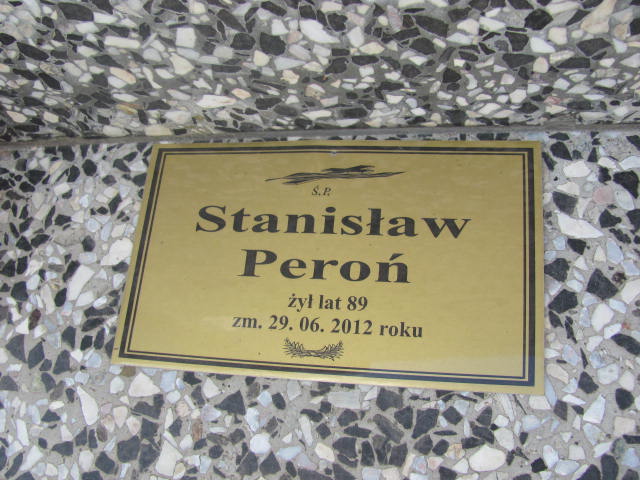 Ś.P.
Stanisław
Peroń
żył lat 89
zm. 29. 06. 2012 roku